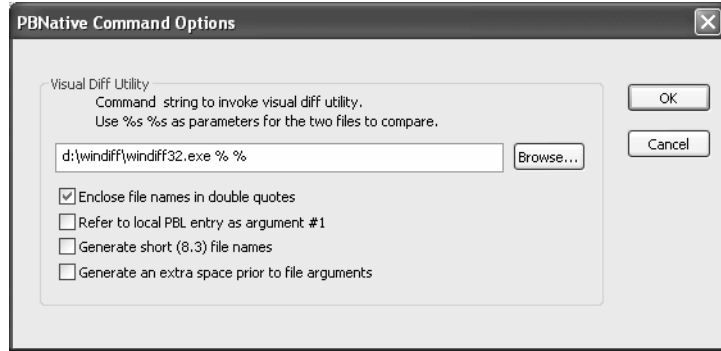 PBNative Command Options
Visual Diff Utility
Command string to invoke visual diff utility.
Use %s %s as parameters for the two files to compare.
d:\windiff\windiff32.exe % %
Browse...
Enclose file names in double quotes
Refer to local PBL entry as argument #1
Generate short (8.3) file names
Generate an extra space prior to file arguments
OK
Cancel